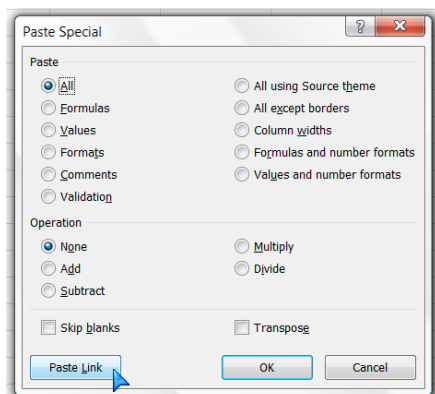 Paste Special
Paste
All
All using Source theme
Formulas
All except borders
Values
Column widths
Formats
Formulas and number formats
Comments
Values and number formats
Validation
Operation
None
Multiply
Add
Divide
Subtract
Skip blanks
Transpose
Paste Link
OK
Cancel